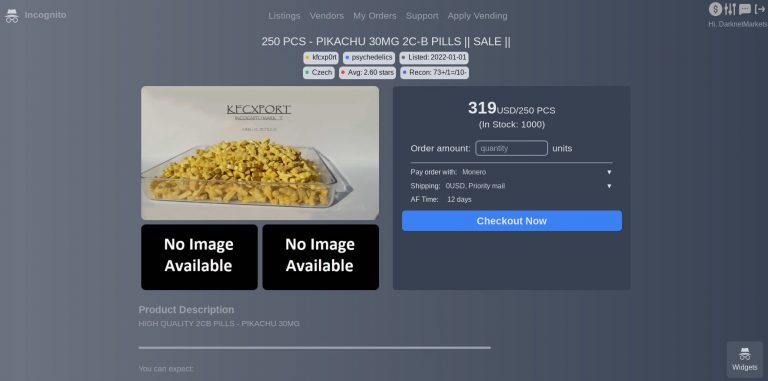 Incognito
Listings Vendors My Orders Support Apply Vending
Hi, DarknetMarkets
250 PCS - PIKACHU 30MG 2C-B PILLS || SALE ||
kfcxp0rt psychedelics Listed: 2022-01-01
Czech Avg: 2.60 stars Recon: 73+/1=/10-
KFCXPORT
319USD/250 PCS
(In Stock: 1000)
Order amount: quantity units
Pay order with: Monero
Shipping: 0USD, Priority mail
AF Time: 12 days
Checkout Now
No Image Available
No Image Available
Product Description
HIGH QUALITY 2CB PILLS - PIKACHU 30MG
You can expect:
Widgets